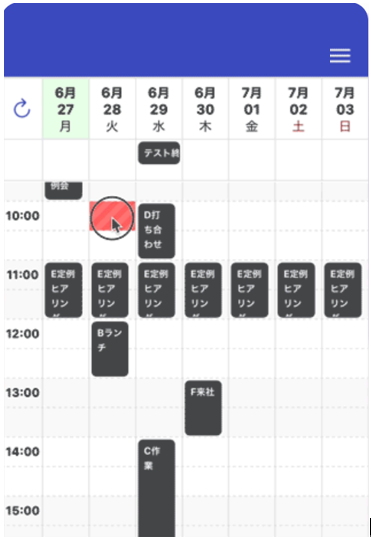 6月 6月 6月 6月 7月 7月 7月
27 28 29 30 01 02 03
月 火 水 木 金 土 日
テスト終
例会
10:00
D打
ち合
わせ
11:00
E定例 E定例 E定例 E定例 E定例 E定例 E定例
ヒア ヒア ヒア ヒア ヒア ヒア ヒア
リン リン リン リン リン リン リン
12:00
Bラン
チ
13:00
F来社
14:00
C作
業
15:00